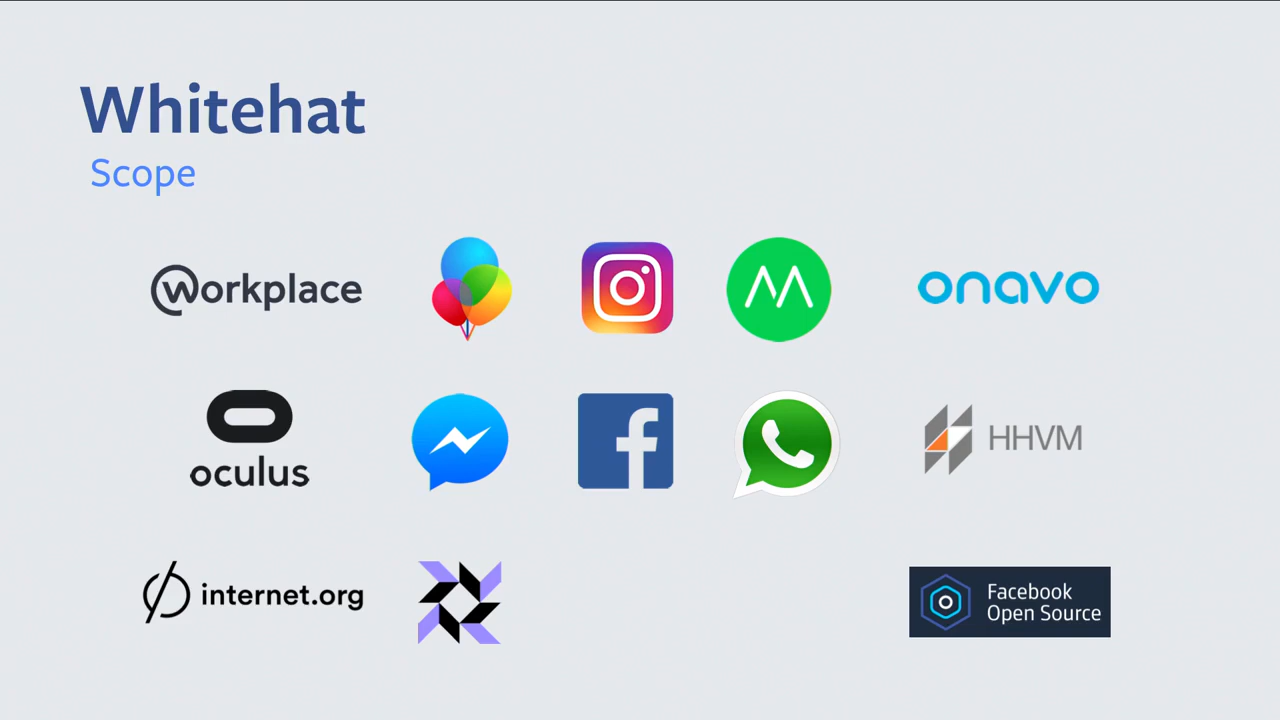 Whitehat
Scope
Workplace
onavo
oculus
HHVM
internet.org
Facebook
Open Source